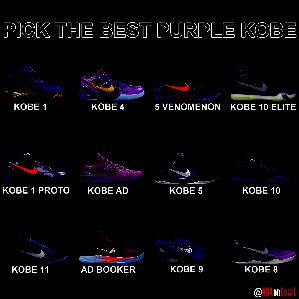 PICK THE BEST PURPLE KOBE
KOBE 1
KOBE 4
5 VENOMENON
KOBE 10 ELITE
KOBE 1 PROTO
KOBE AD
KOBE 5
KOBE 10
KOBE 11
AD BOOKER
KOBE 9
KOBE 8